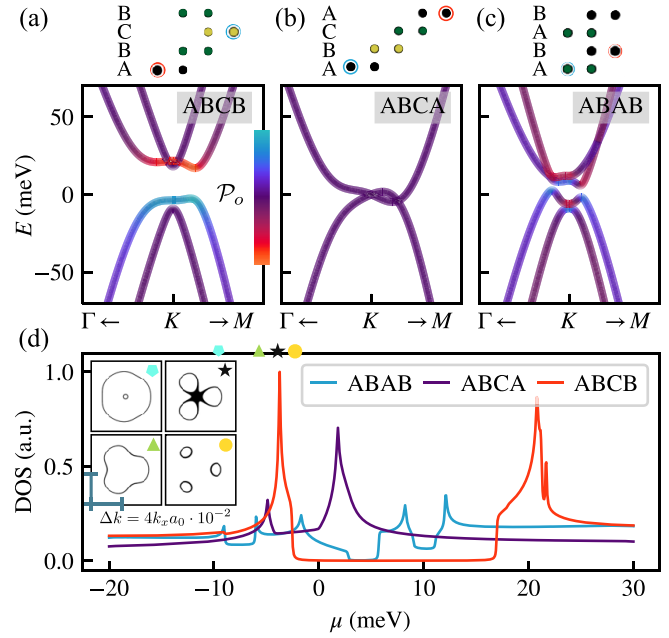 (a)
B
C
B
A
(b)
A
C
B
A
(c)
B
A
B
A
ABCB
ABCA
ABAB
E (meV)
50
0
−50
𝒫ₒ
Γ ← K → M
Γ ← K → M
Γ ← K → M
(d)
ABAB
ABCA
ABCB
DOS (a.u.)
1.0
0.5
0.0
Δk = 4kₓa₀ · 10⁻²
−20 −10 0 10 20 30
μ (meV)